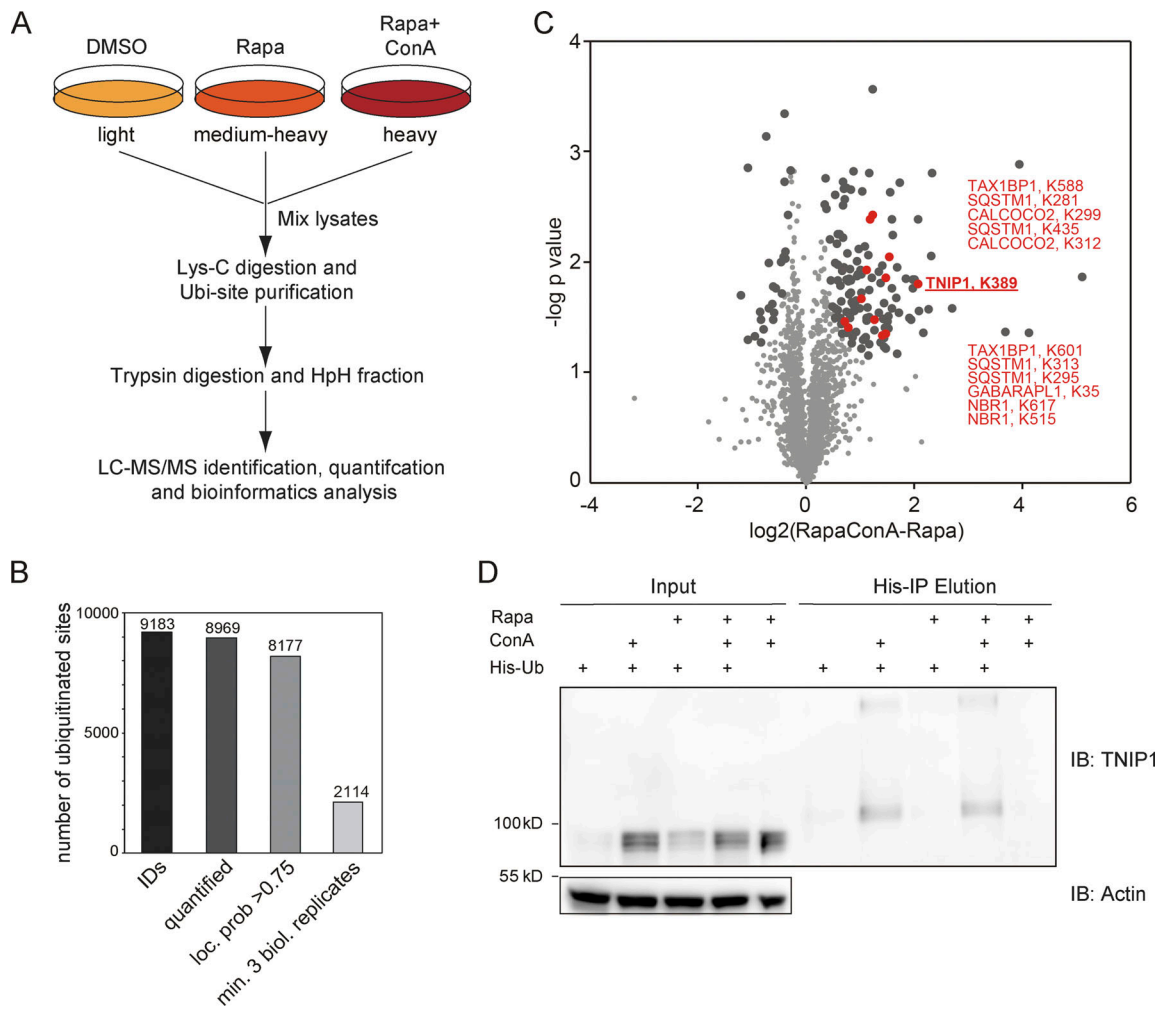 A
DMSO
Rapa
Rapa+
ConA
light
medium-heavy
heavy
Mix lysates
Lys-C digestion and
Ubi-site purification
Trypsin digestion and HpH fraction
LC-MS/MS identification, quantifcation
and bioinformatics analysis
B
number of ubiquitinated sites
10000
5000
0
9183
8969
8177
2114
IDs
quantified
loc. prob >0.75
min. 3 biol. replicates
C
-log p value
4
3
2
1
0
-4
-2
0
2
4
6
log2(RapaConA-Rapa)
TAX1BP1, K588
SQSTM1, K281
CALCOCO2, K299
SQSTM1, K435
CALCOCO2, K312
TNIP1, K389
TAX1BP1, K601
SQSTM1, K313
SQSTM1, K295
GABARAPL1, K35
NBR1, K617
NBR1, K515
D
Input
His-IP Elution
Rapa + + + + + +
ConA + + + + + +
His-Ub + + + + + + + +
100 kD
55 kD
IB: TNIP1
IB: Actin